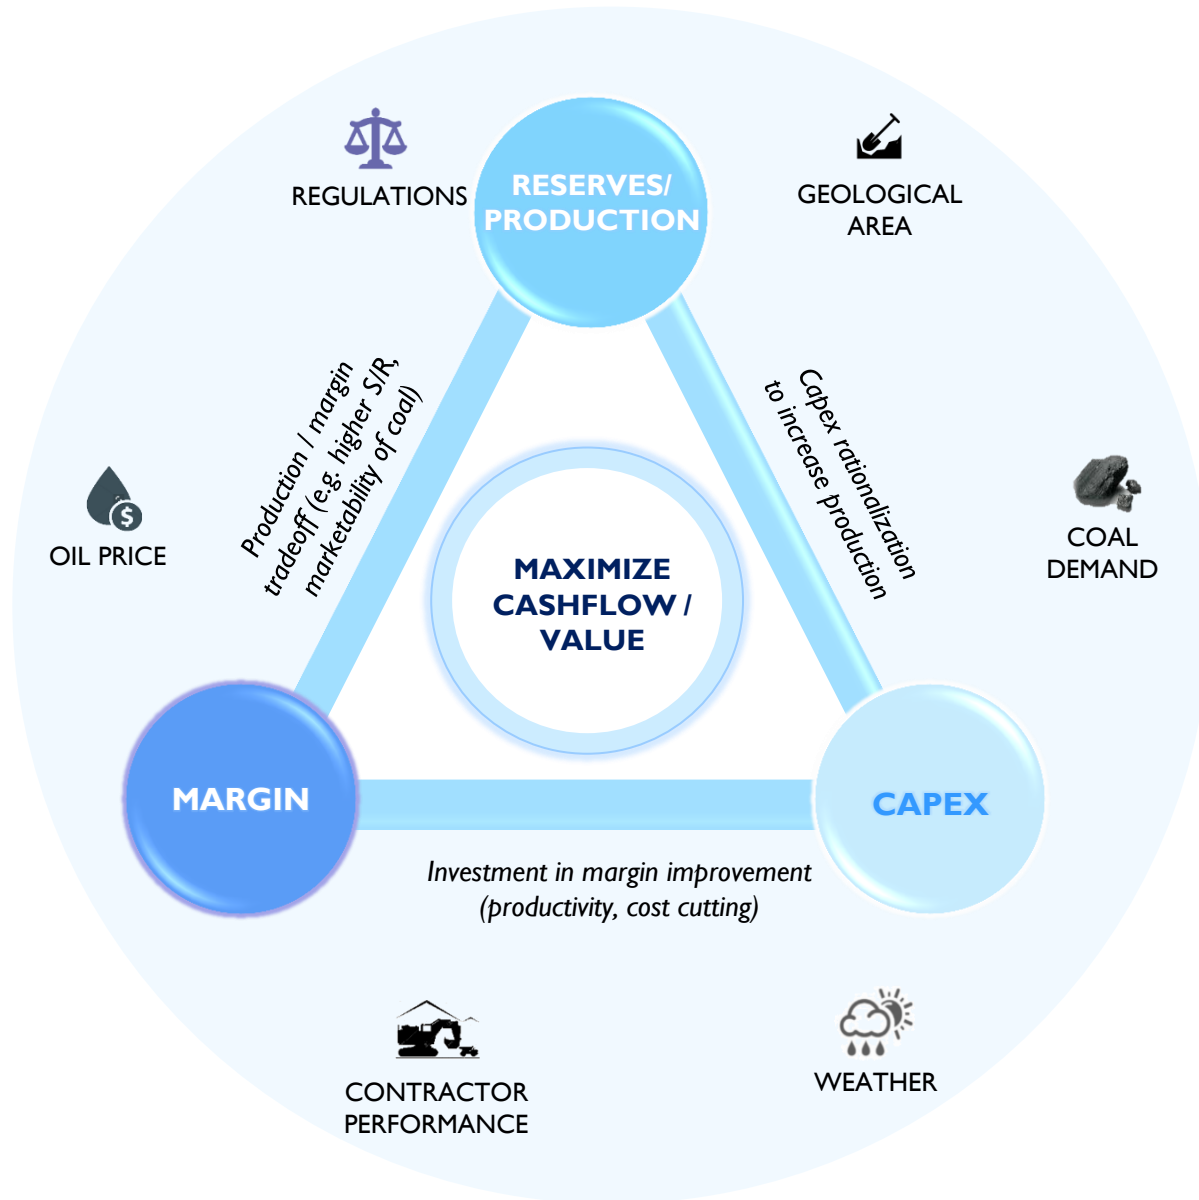 REGULATIONS
RESERVES/
PRODUCTION
GEOLOGICAL
AREA
Production / margin
tradeoff (e.g. higher S/R,
marketability of coal)
Capex rationalization
to increase production
OIL PRICE
$
COAL
DEMAND
MAXIMIZE
CASHFLOW /
VALUE
MARGIN
CAPEX
Investment in margin improvement
(productivity, cost cutting)
CONTRACTOR
PERFORMANCE
WEATHER